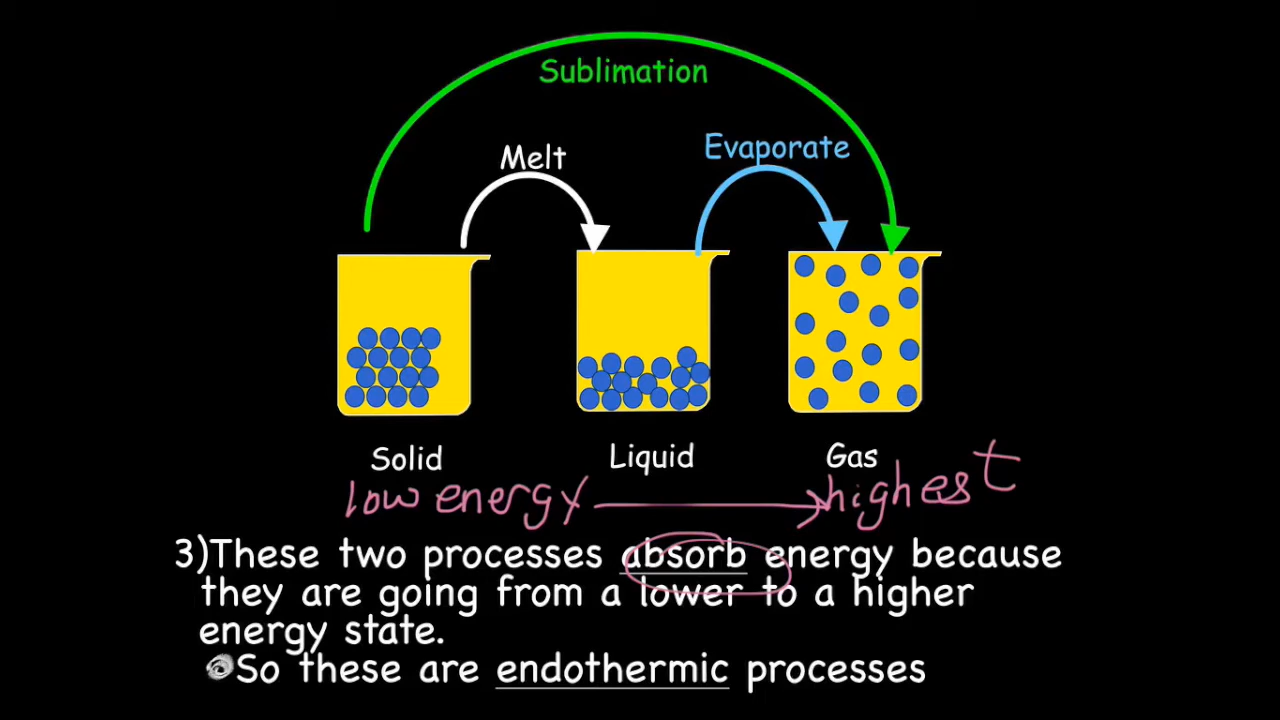 Sublimation
Melt
Evaporate
Solid
Liquid
Gas
low energy
highest
3)These two processes absorb energy because
they are going from a lower to a higher
energy state.
So these are endothermic processes